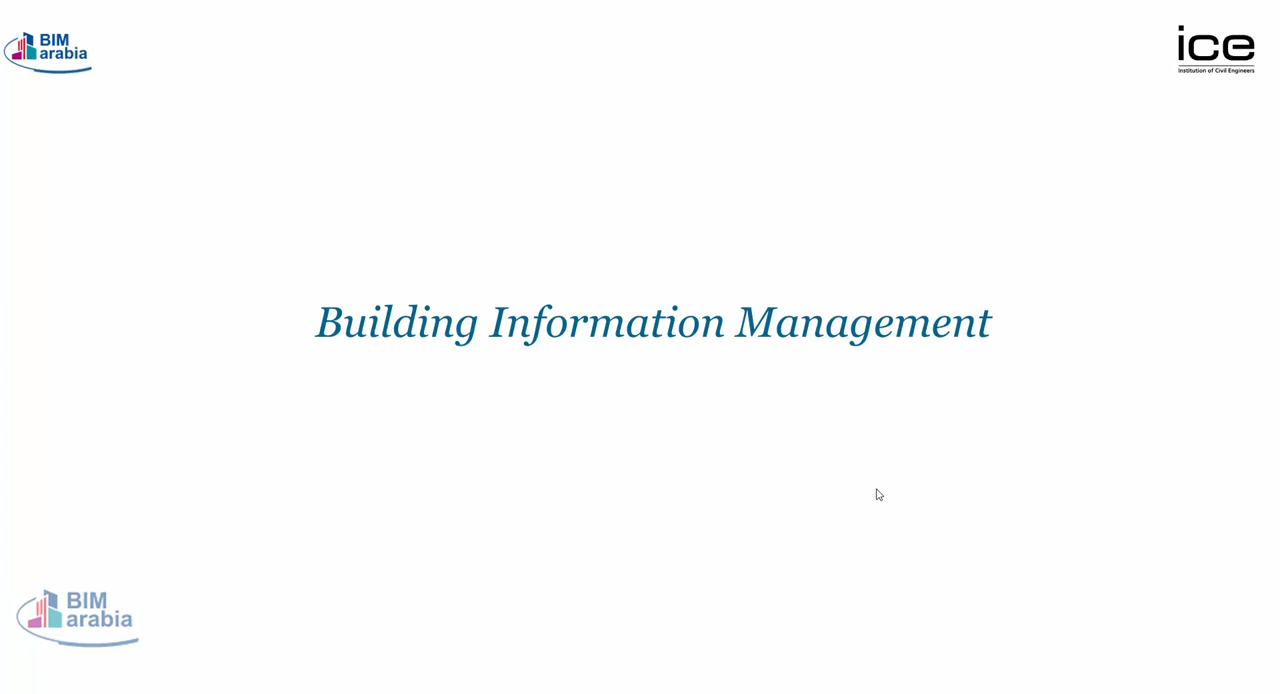 BIM
arabia
ice
Institution of Civil Engineers
Building Information Management
BIM
arabia